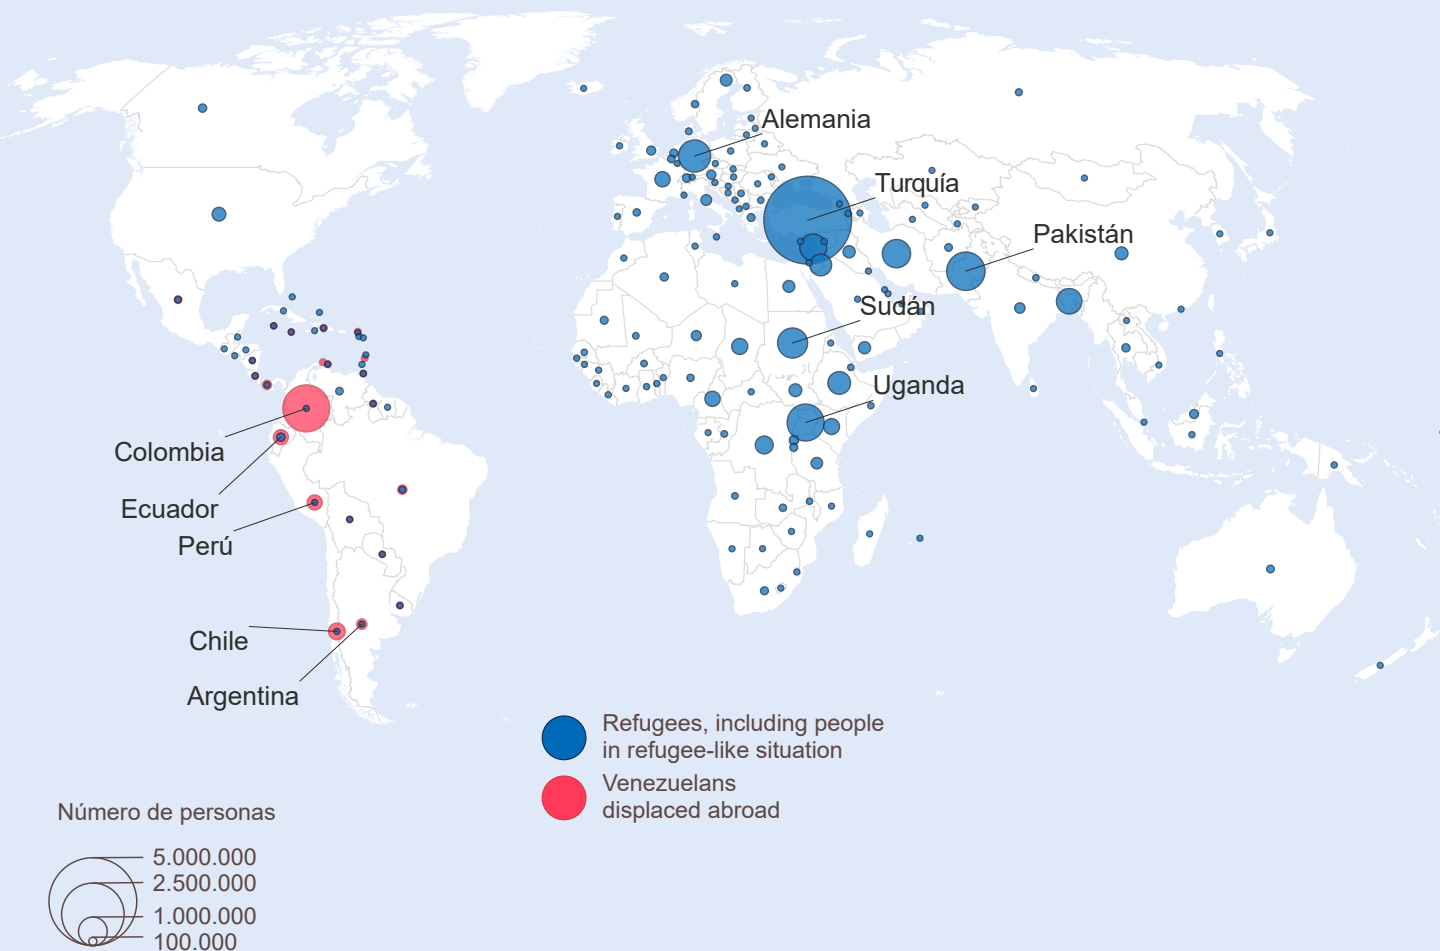 Alemania
Turquía
Pakistán
Sudán
Uganda
Colombia
Ecuador
Perú
Chile
Argentina
Refugees, including people
in refugee-like situation
Venezuelans
displaced abroad
Número de personas
5.000.000
2.500.000
1.000.000
100.000